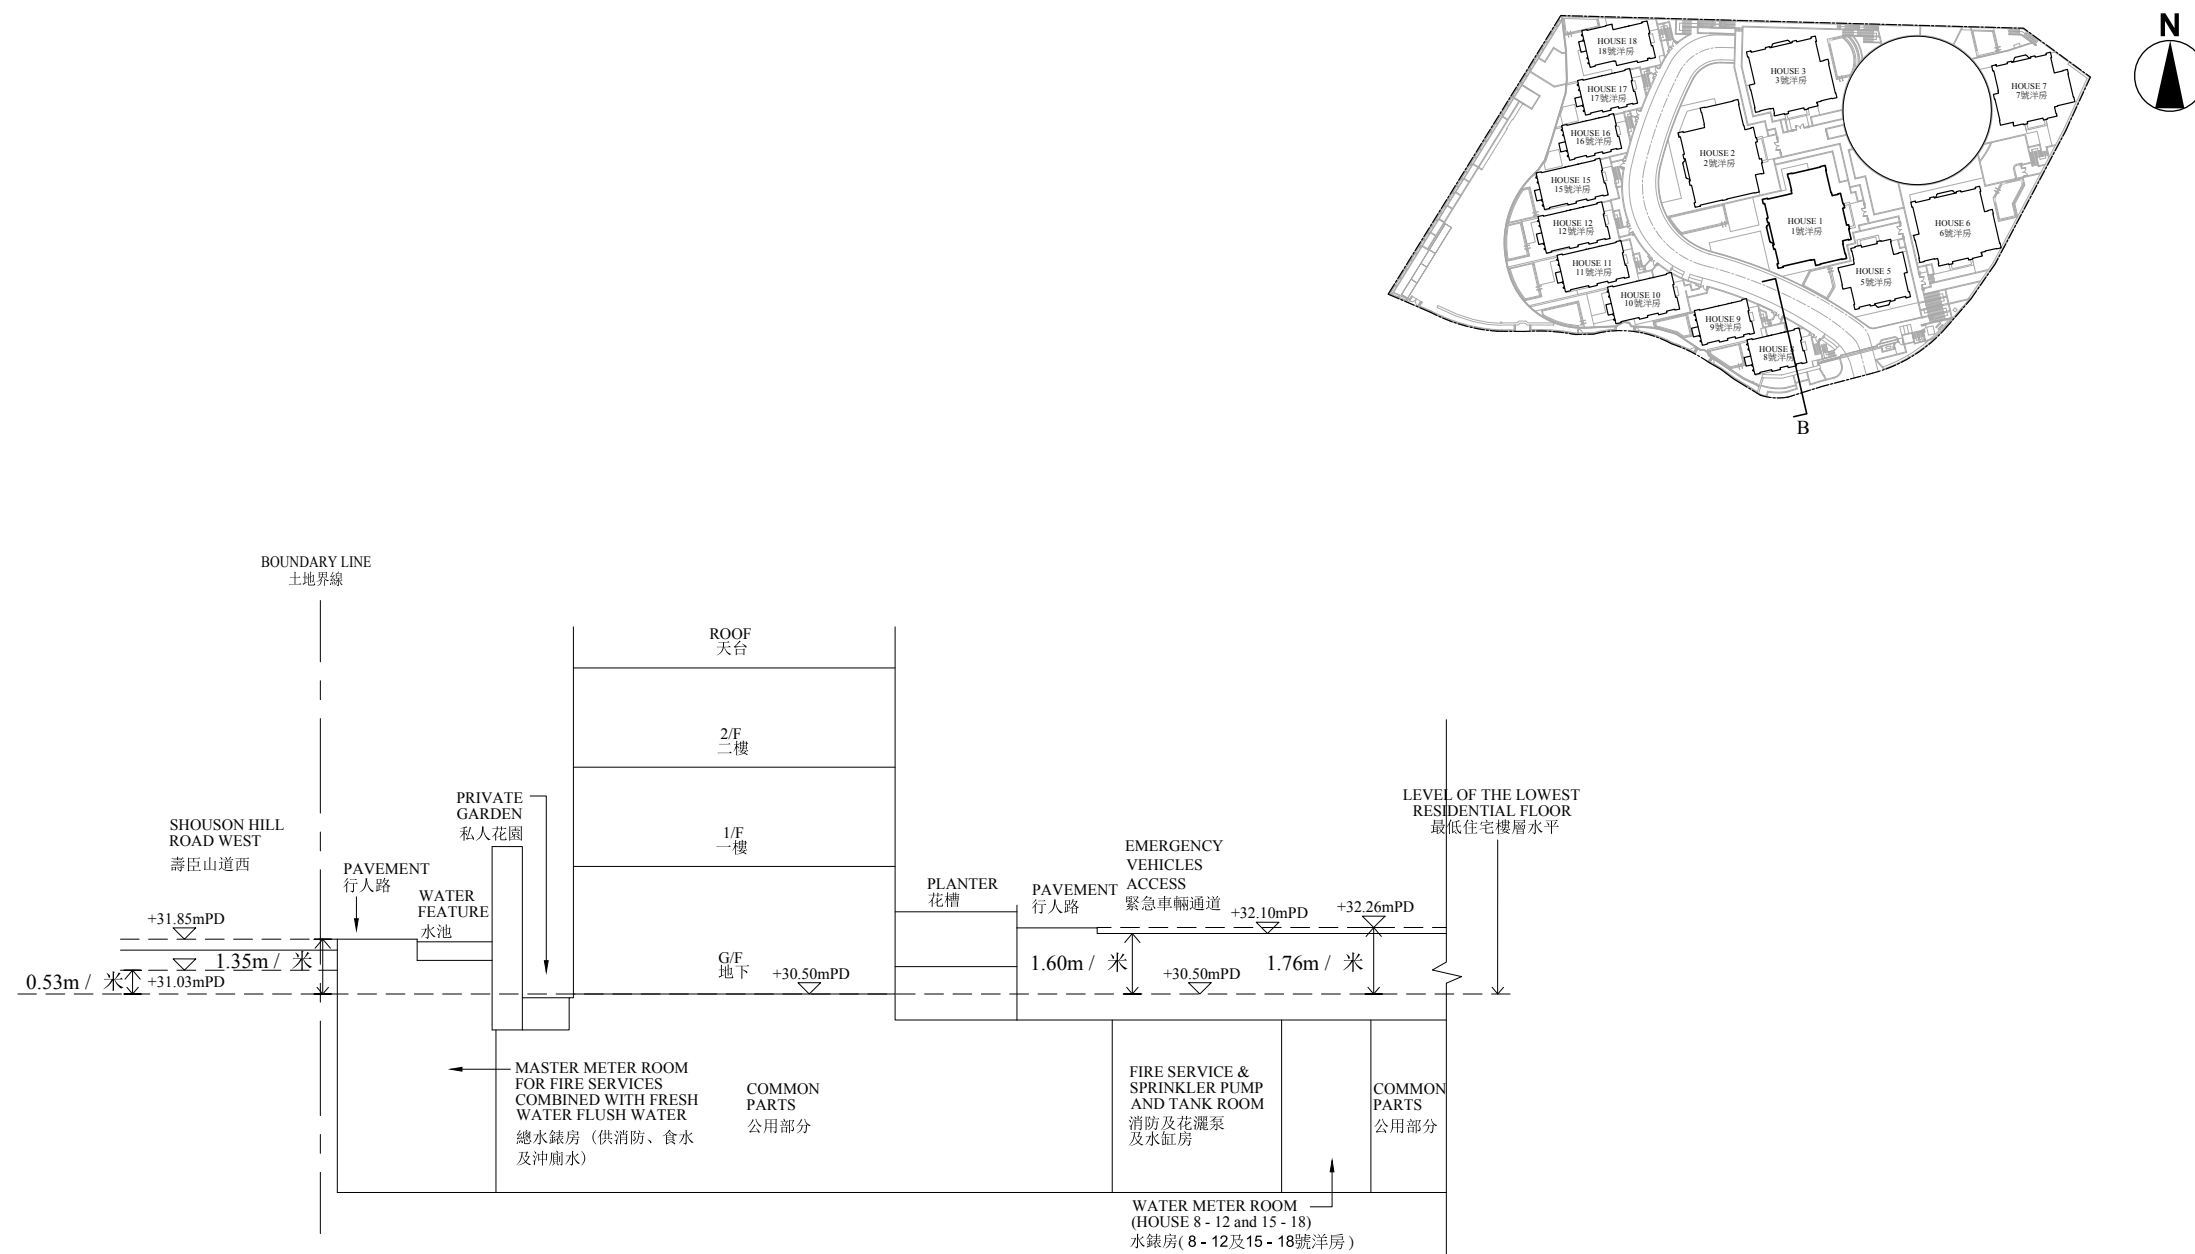 N
HOUSE 18
18號洋房
HOUSE 17
17號洋房
HOUSE 16
16號洋房
HOUSE 15
15號洋房
HOUSE 12
12號洋房
HOUSE 11
11號洋房
HOUSE 10
10號洋房
HOUSE 9
9號洋房
HOUSE 8
8號洋房
HOUSE 3
3號洋房
HOUSE 2
2號洋房
HOUSE 1
1號洋房
HOUSE 7
7號洋房
HOUSE 6
6號洋房
HOUSE 5
5號洋房
B
BOUNDARY LINE
土地界線
ROOF
天台
2/F
二樓
1/F
一樓
G/F
地下
+30.50mPD
SHOUSON HILL
ROAD WEST
壽臣山道西
PRIVATE
GARDEN
私人花園
PAVEMENT
行人路
WATER
FEATURE
水池
+31.85mPD
1.35m / 米
0.53m / 米
+31.03mPD
PLANTER
花槽
PAVEMENT
行人路
EMERGENCY
VEHICLES
ACCESS
緊急車輛通道
+32.10mPD
+32.26mPD
1.60m / 米
1.76m / 米
+30.50mPD
LEVEL OF THE LOWEST
RESIDENTIAL FLOOR
最低住宅樓層水平
MASTER METER ROOM
FOR FIRE SERVICES
COMBINED WITH FRESH
WATER FLUSH WATER
總水錶房（供消防、食水
及沖廁水）
COMMON
PARTS
公用部分
FIRE SERVICE &
SPRINKLER PUMP
AND TANK ROOM
消防及花灑泵
及水缸房
COMMON
PARTS
公用部分
WATER METER ROOM
(HOUSE 8 - 12 and 15 - 18)
水錶房( 8 - 12及15 - 18號洋房 )